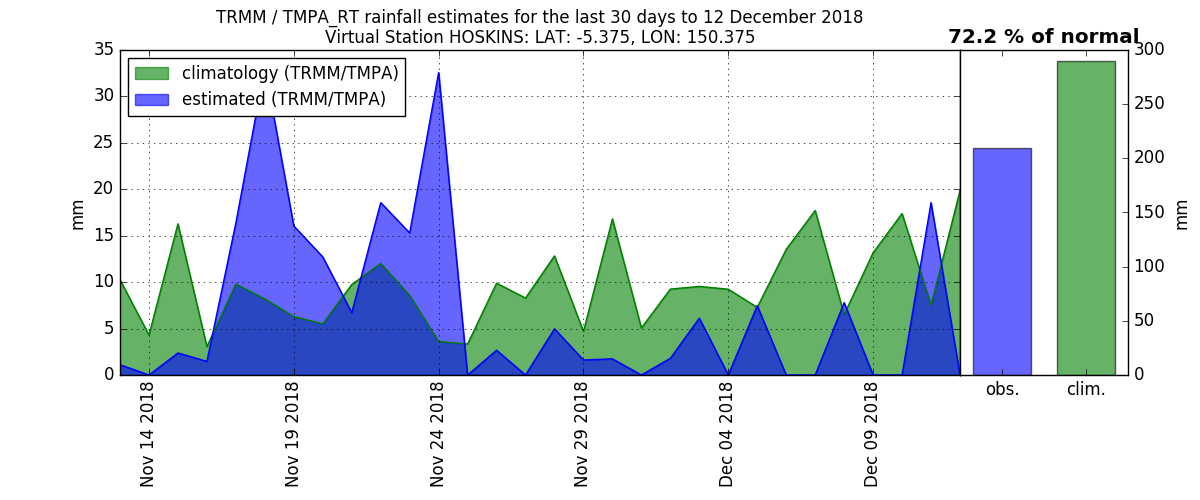 TRMM / TMPA_RT rainfall estimates for the last 30 days to 12 December 2018
Virtual Station HOSKINS: LAT: -5.375, LON: 150.375
72.2 % of normal
climatology (TRMM/TMPA)
estimated (TRMM/TMPA)
mm
35
30
25
20
15
10
5
0
Nov 14 2018
Nov 19 2018
Nov 24 2018
Nov 29 2018
Dec 04 2018
Dec 09 2018
obs.
clim.
300
250
200
150
100
50
0
mm